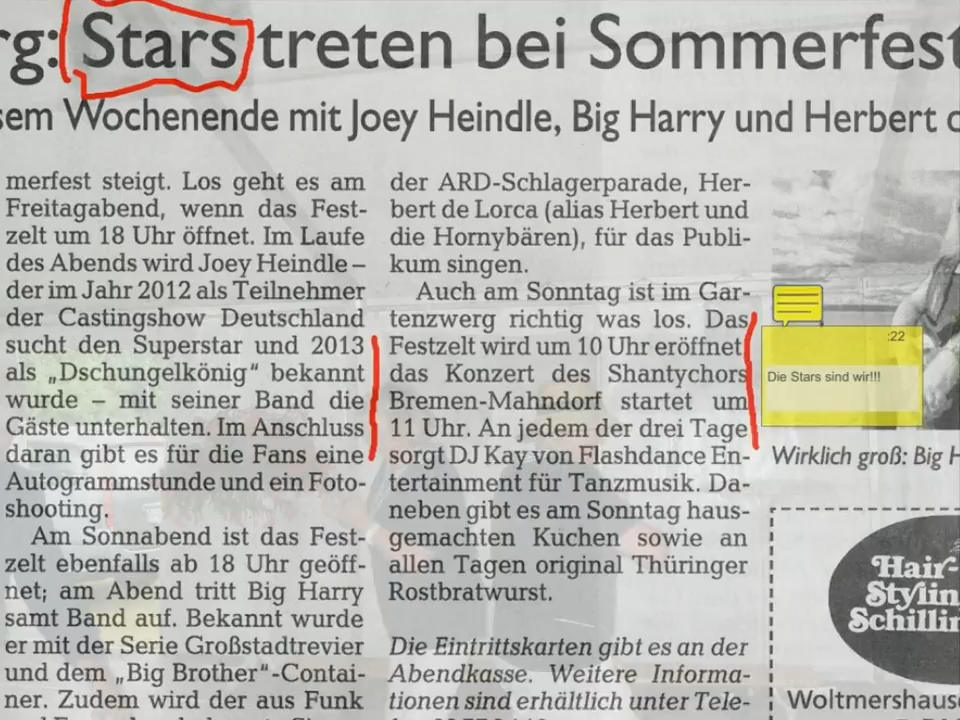 rg: Stars treten bei Sommerfest
sem Wochenende mit Joey Heindle, Big Harry und Herbert d
merfest steigt. Los geht es am
Freitagabend, wenn das Fest-
zelt um 18 Uhr öffnet. Im Laufe
des Abends wird Joey Heindle –
der im Jahr 2012 als Teilnehmer
der Castingshow Deutschland
sucht den Superstar und 2013
als „Dschungelkönig" bekannt
wurde – mit seiner Band die
Gäste unterhalten. Im Anschluss
daran gibt es für die Fans eine
Autogrammstunde und ein Foto-
shooting.
Am Sonnabend ist das Fest-
zelt ebenfalls ab 18 Uhr geöff-
net; am Abend tritt Big Harry
samt Band auf. Bekannt wurde
er mit der Serie Großstadtrevier
und dem „Big Brother"-Contai-
ner. Zudem wird der aus Funk
der ARD-Schlagerparade, Her-
bert de Lorca (alias Herbert und
die Hornybären), für das Publi-
kum singen.
Auch am Sonntag ist im Gar-
tenzwerg richtig was los. Das
Festzelt wird um 10 Uhr eröffnet
das Konzert des Shantychors
Bremen-Mahndorf startet um
11 Uhr. An jedem der drei Tage
sorgt DJ Kay von Flashdance En-
tertainment für Tanzmusik. Da-
neben gibt es am Sonntag haus-
gemachten Kuchen sowie an
allen Tagen original Thüringer
Rostbratwurst.
Die Eintrittskarten gibt es an der
Abendkasse. Weitere Informa-
tionen sind erhältlich unter Tele-
:22
Die Stars sind wir!!!
Wirklich groß: Big H
Hair-
Stylin
Schillin
Woltmershause